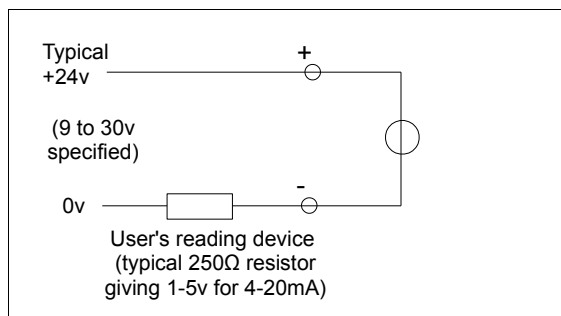 Typical
+24v
+
(9 to 30v
specified)
-
0v
User's reading device
(typical 250Ω resistor
giving 1-5v for 4-20mA)